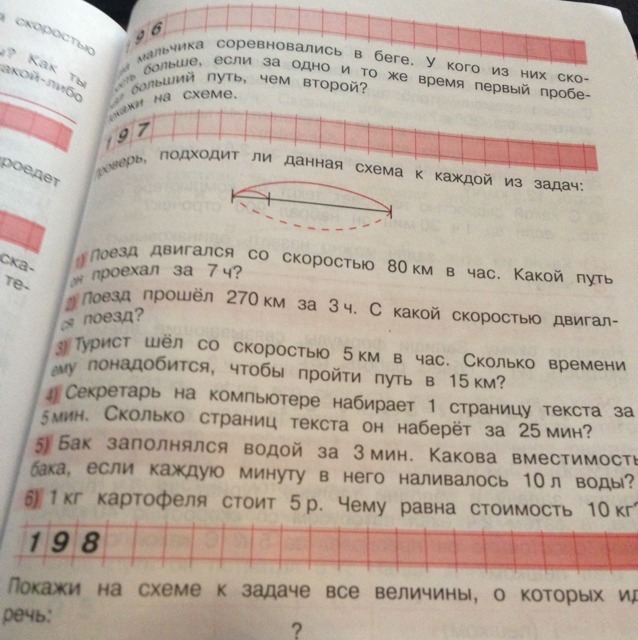 й скоростью
ы? Как ты
какой-либо
роедет
ска-
те-
96
мальчика соревновались в беге. У кого из них ско-
ость больше, если за одно и то же время первый пробе-
больший путь, чем второй?
окажи на схеме.
197
роверь, подходит ли данная схема к каждой из задач:
1) Поезд двигался со скоростью 80 км в час. Какой путь
он проехал за 7 ч?
2) Поезд прошёл 270 км за 3 ч. С какой скоростью двигал-
ся поезд?
3) Турист шёл со скоростью 5 км в час. Сколько времени
ему понадобится, чтобы пройти путь в 15 км?
4) Секретарь на компьютере набирает 1 страницу текста за
5 мин. Сколько страниц текста он наберёт за 25 мин?
5) Бак заполнялся водой за 3 мин. Какова вместимость
бака, если каждую минуту в него наливалось 10 л воды?
6) 1 кг картофеля стоит 5 р. Чему равна стоимость 10 кг?
198
Покажи на схеме к задаче все величины, о которых ид
речь:
?